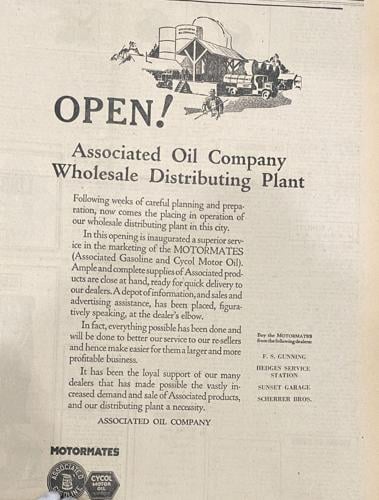 OPEN!
Associated Oil Company
Wholesale Distributing Plant
Following weeks of careful planning and prepa-
ration, now comes the placing in operation of
our wholesale distributing plant in this city.
In this opening is inaugurated a superior serv-
ice in the marketing of the MOTORMATES
(Associated Gasoline and Cycol Motor Oil).
Ample and complete supplies of Associated prod-
ucts are close at hand, ready for quick delivery to
our dealers. A depot of information, and sales and
advertising assistance, has been placed, figura-
tively speaking, at the dealer's elbow.
In fact, everything possible has been done and
will be done to better our service to our re-sellers
and hence make easier for them a larger and more
profitable business.
It has been the loyal support of our many
dealers that has made possible the vastly in-
creased demand and sale of Associated products,
and our distributing plant a necessity.
ASSOCIATED OIL COMPANY
Buy the MOTORMATES
from the following dealers:
F. S. GUNNING
HEDGES SERVICE
STATION
SUNSET GARAGE
SCHERRER BROS.
MOTORMATES
ASSOCIATED
GASOLINE
CYCOL
MOTOR
OIL